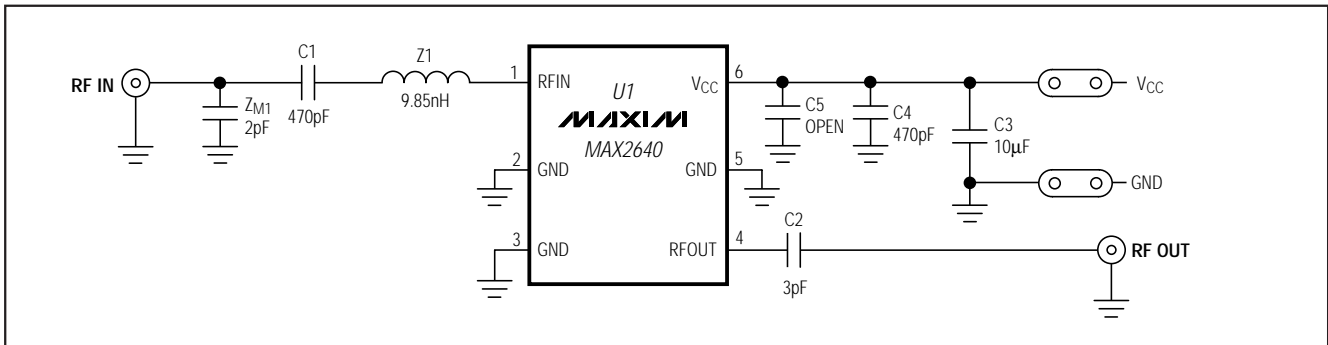 RF IN
ZM1
2pF
C1
470pF
Z1
9.85nH
1
RFIN
2
GND
3
GND
U1
MAXIM
MAX2640
VCC
6
GND
5
RFOUT
4
C5
OPEN
C4
470pF
C3
10µF
VCC
GND
C2
3pF
RF OUT